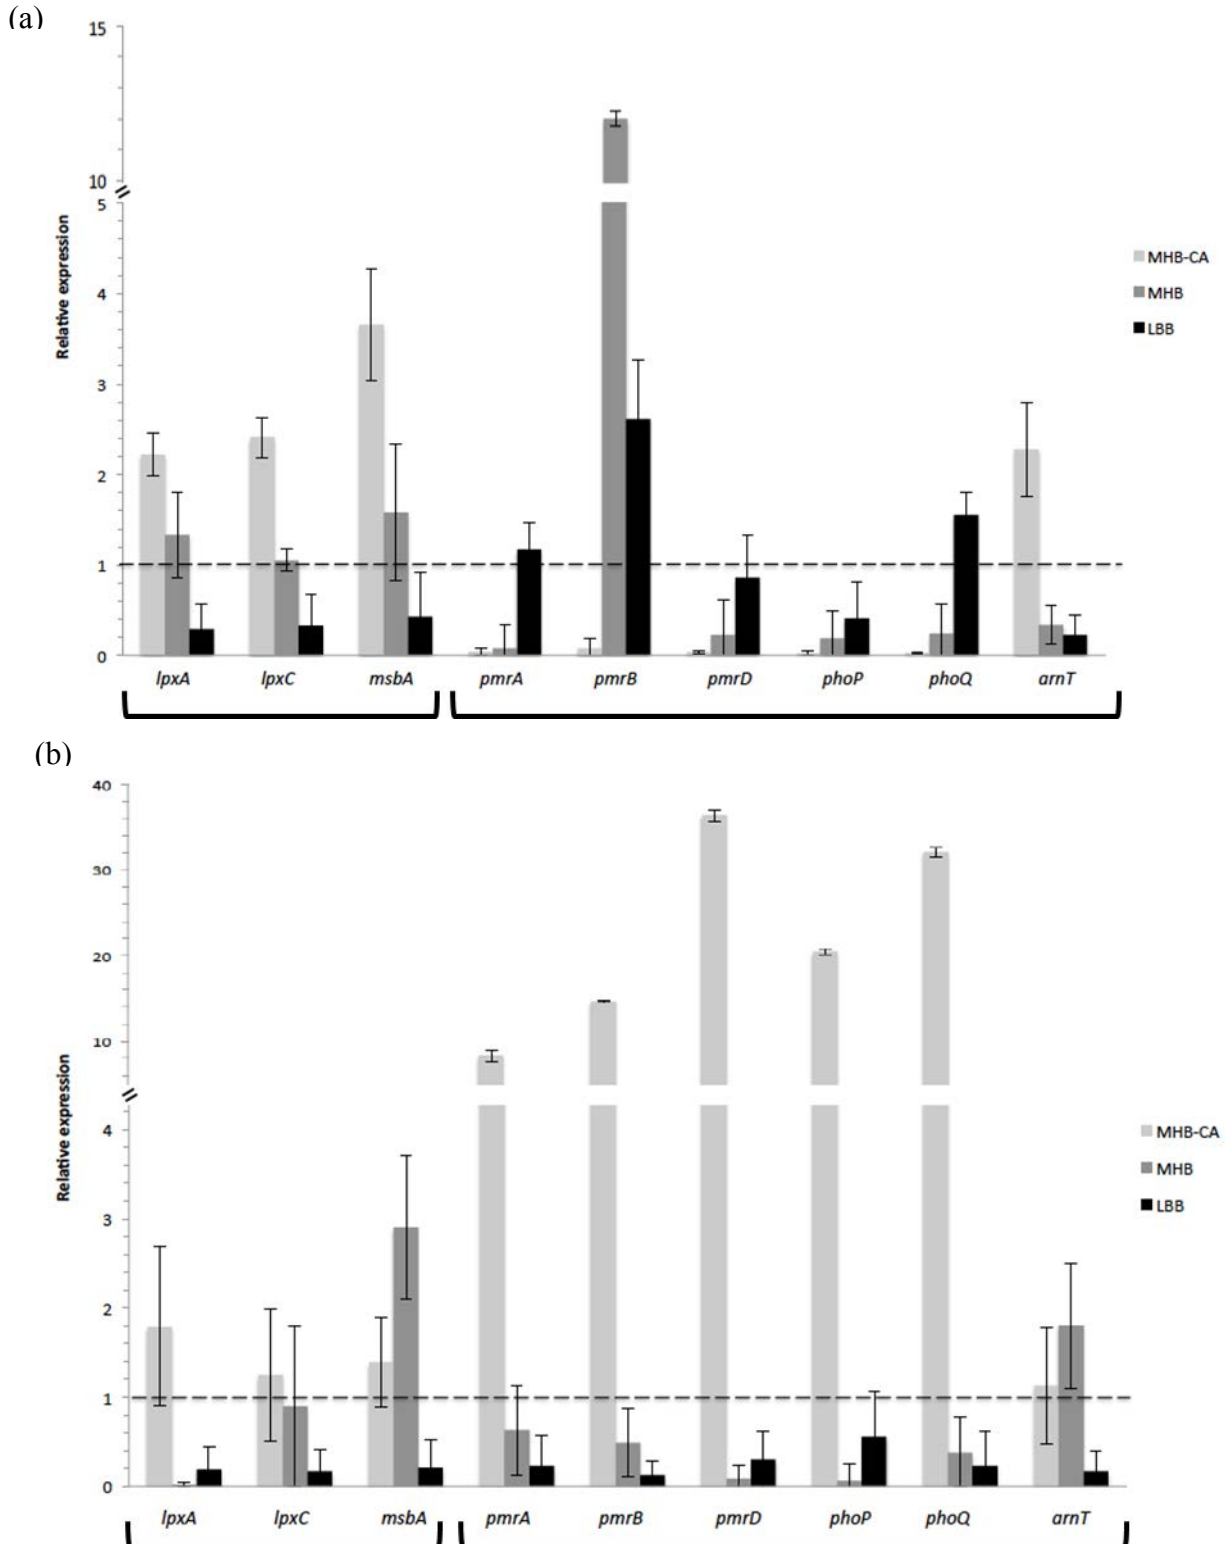 (a)
15
10
5
4
3
2
1
0
Relative expression
MHB-CA
MHB
LBB
lpxA lpxC msbA pmrA pmrB pmrD phoP phoQ arnT
(b)
40
30
20
10
4
3
2
1
0
Relative expression
MHB-CA
MHB
LBB
lpxA lpxC msbA pmrA pmrB pmrD phoP phoQ arnT